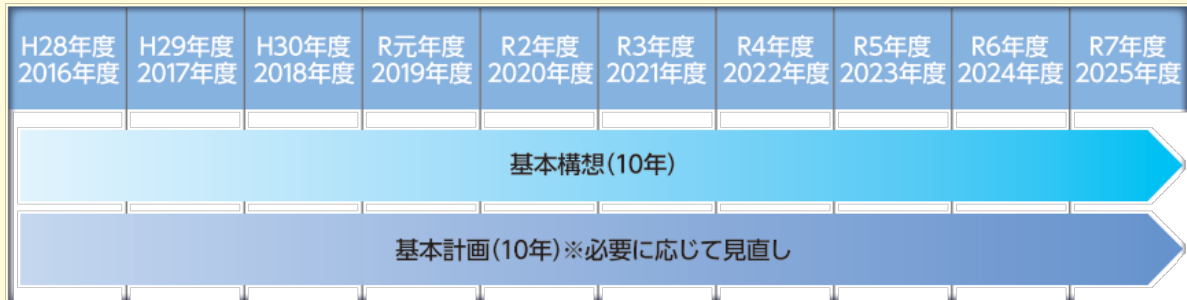 H28年度 H29年度 H30年度 R元年度 R2年度 R3年度 R4年度 R5年度 R6年度 R7年度
2016年度 2017年度 2018年度 2019年度 2020年度 2021年度 2022年度 2023年度 2024年度 2025年度
基本構想(10年)
基本計画(10年)※必要に応じて見直し